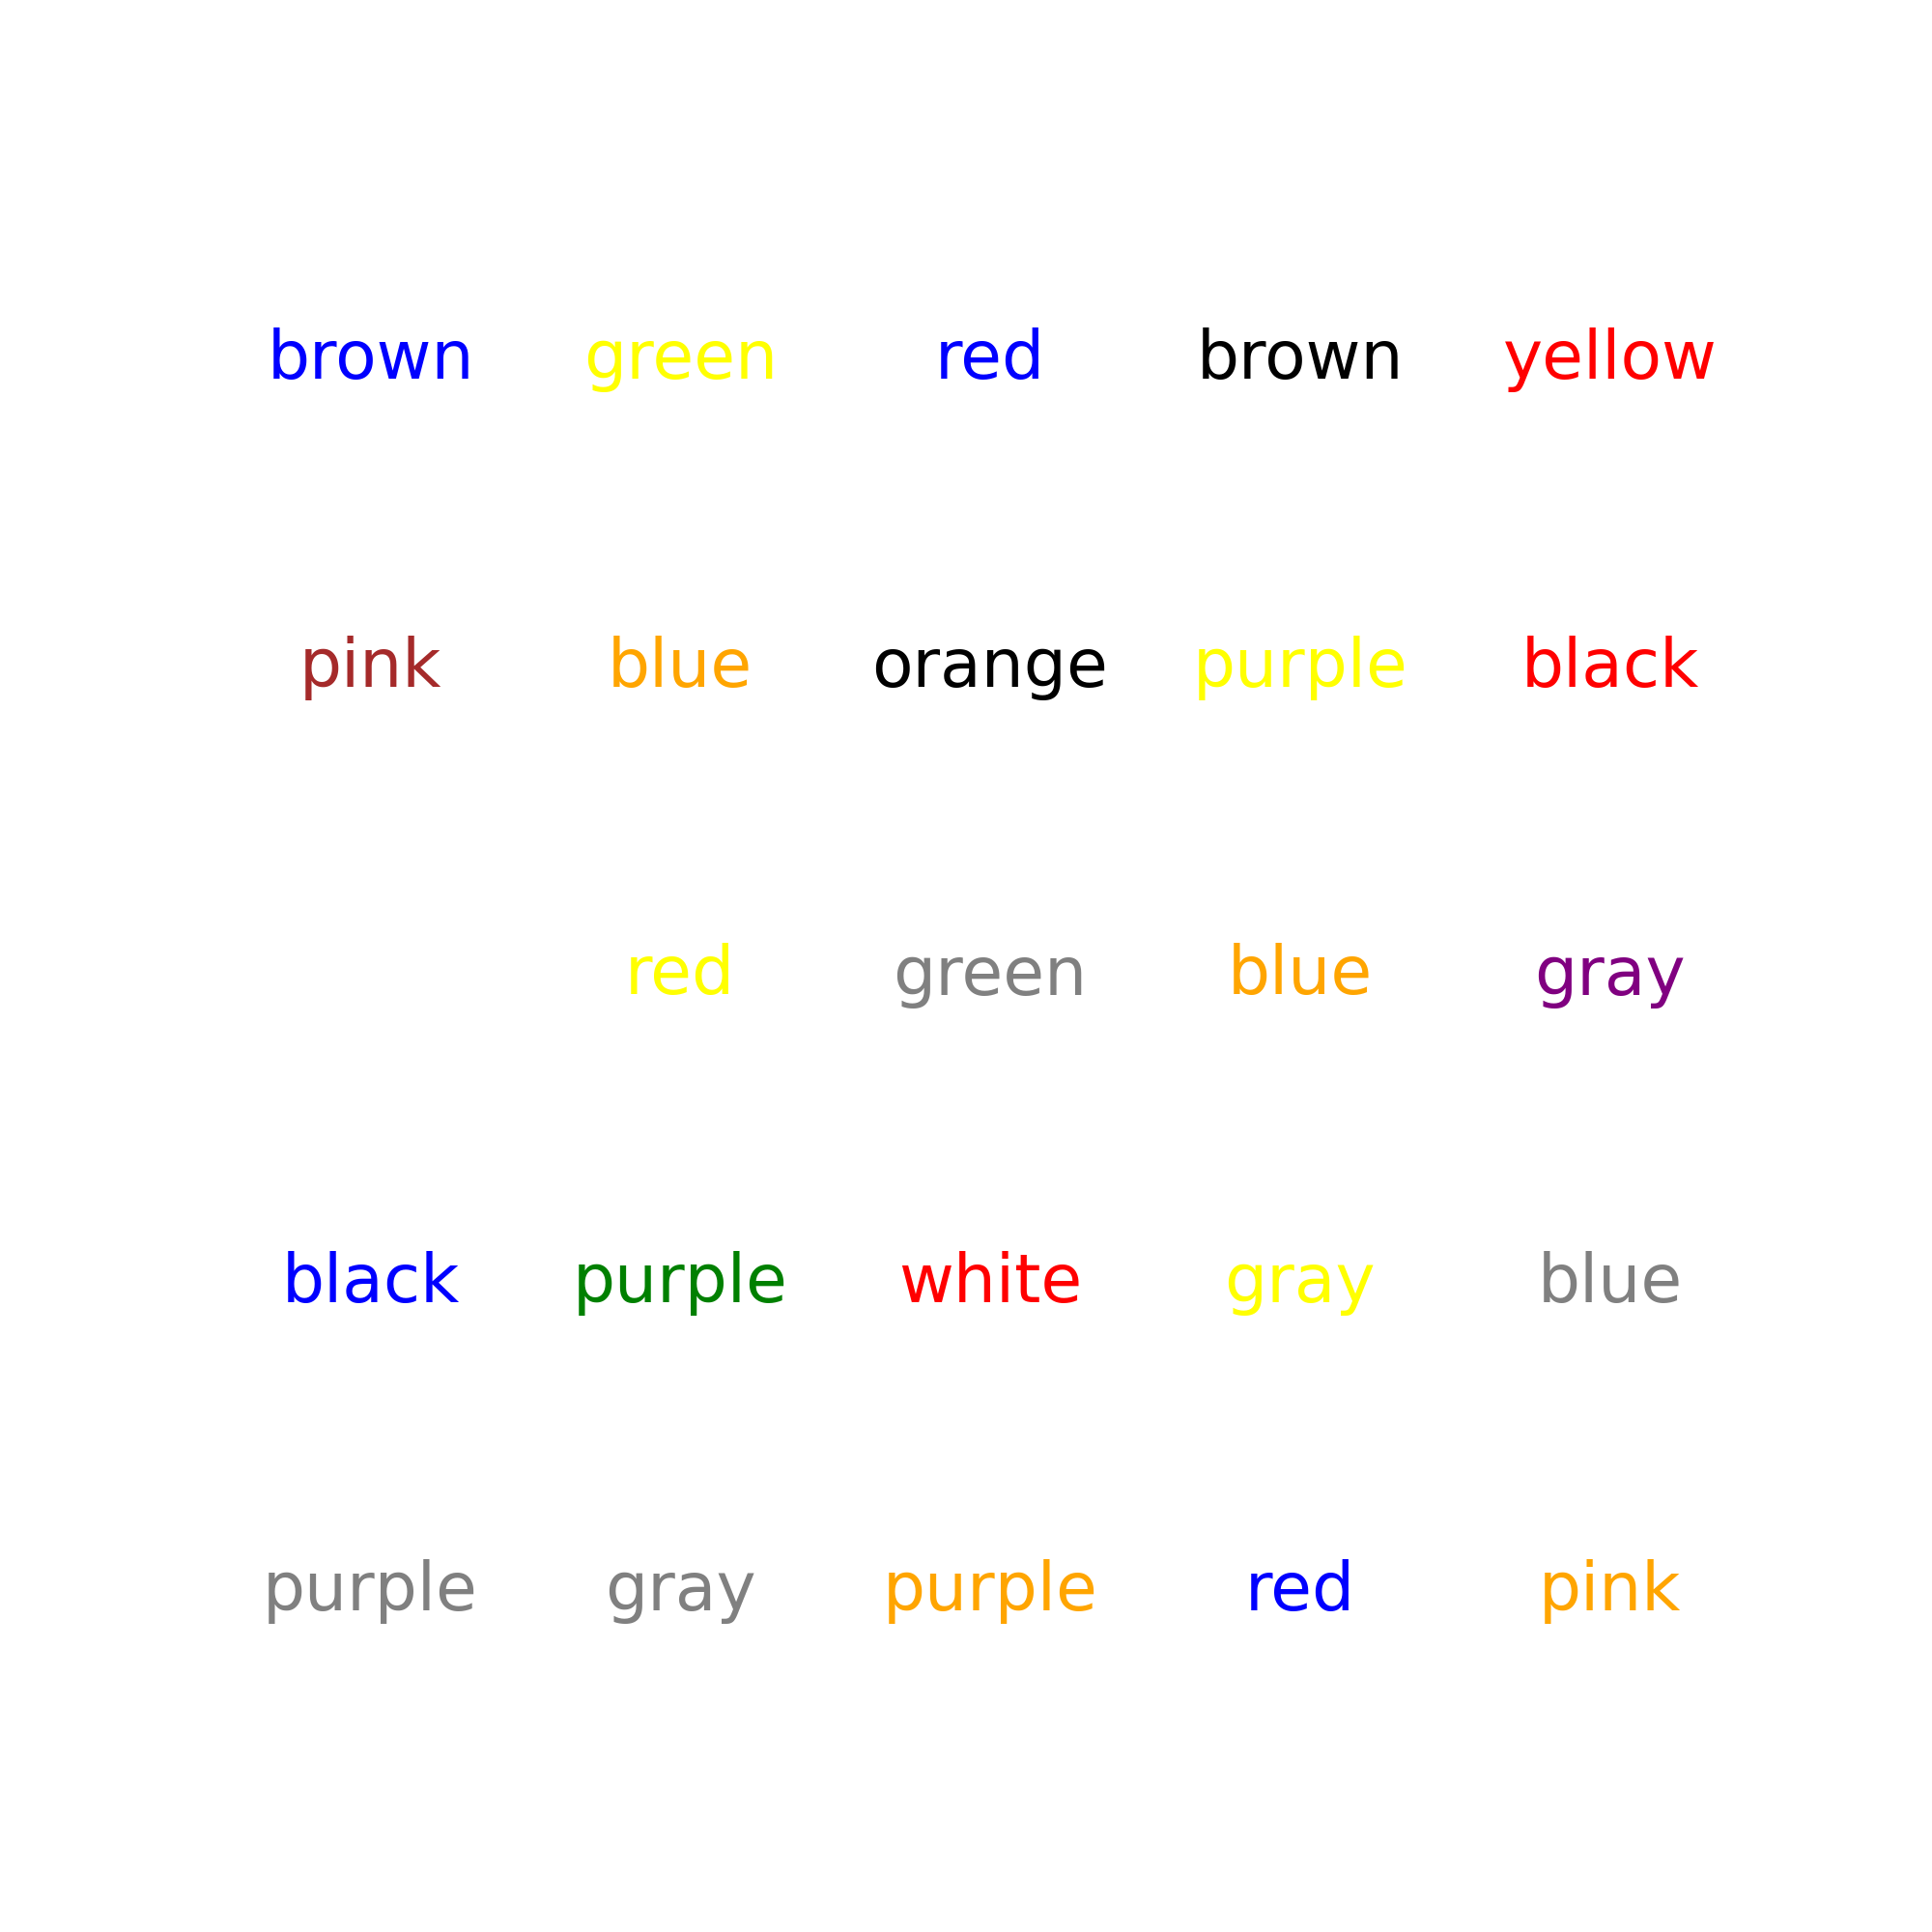 brown green red brown yellow
pink blue orange purple black
red green blue gray
black purple white gray blue
purple gray purple red pink